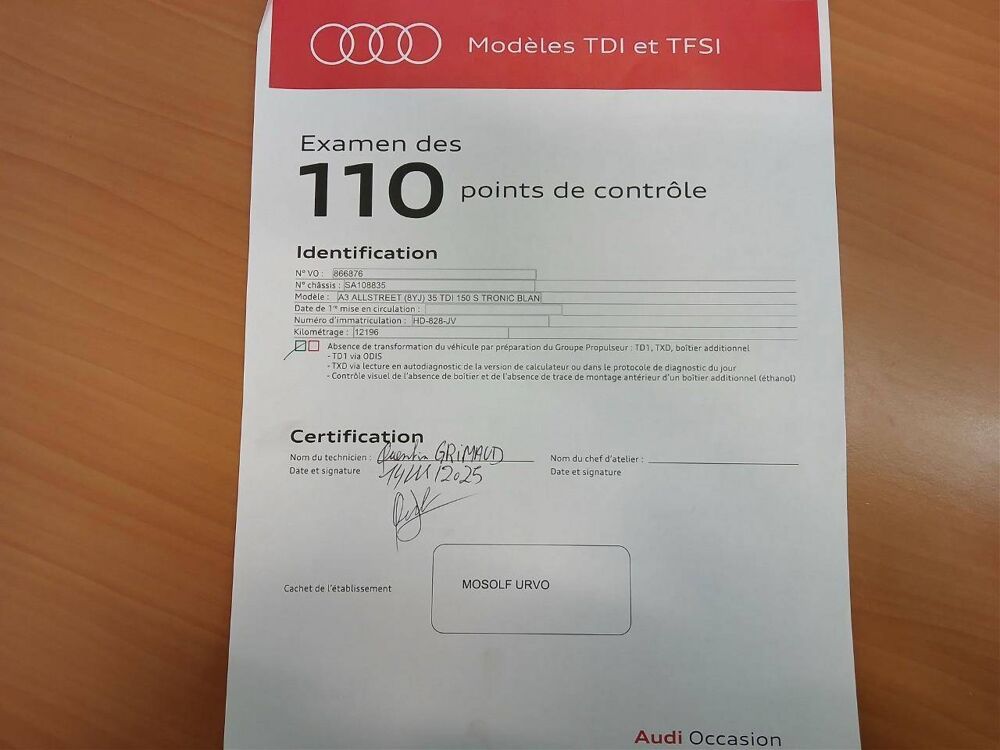 Modèles TDI et TFSI
Examen des
110 points de contrôle
Identification
N° VO : 866876
N° châssis : SA108835
Modèle : A3 ALLSTREET (8YJ) 35 TDI 150 S TRONIC BLAN
Date de 1re mise en circulation :
Numéro d'immatriculation : HD-628-JV
Kilométrage : 12196
Absence de transformation du véhicule par préparation du Groupe Propulseur : TD1, TXD, boîtier additionnel
- TD1 via ODIS
- TXD via lecture en autodiagnostic de la version de calculateur ou dans le protocole de diagnostic du jour
- Contrôle visuel de l'absence de boîtier et de l'absence de trace de montage antérieur d'un boîtier additionnel (éthanol)
Certification
Nom du technicien : Quentin GRIMAUD
Nom du chef d'atelier :
Date et signature 14/11/2025
Date et signature
Cachet de l'établissement
MOSOLF URVO
Audi Occasion